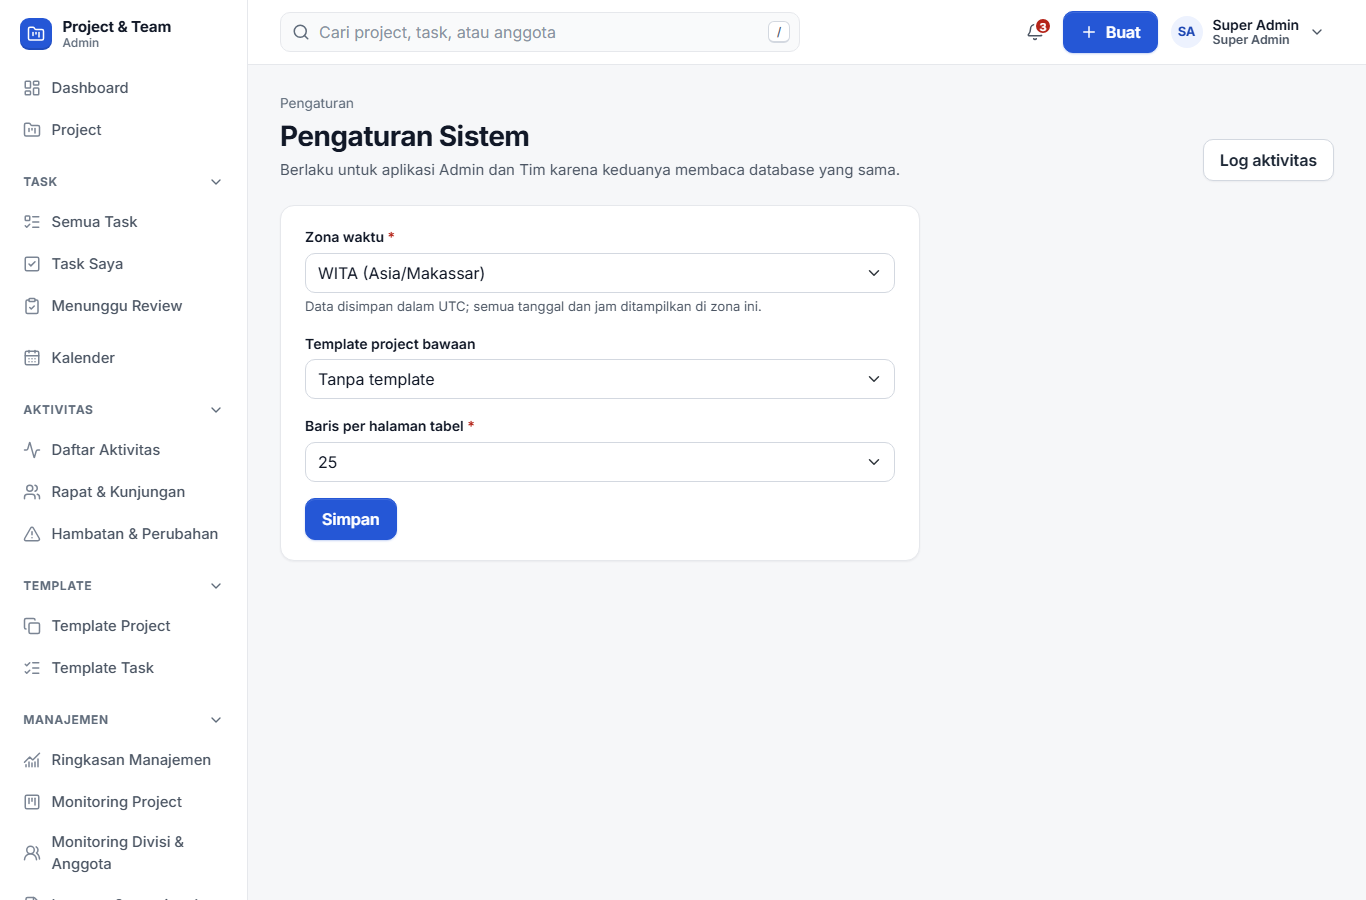 Project & Team
Admin
Dashboard
Project
TASK
Semua Task
Task Saya
Menunggu Review
Kalender
AKTIVITAS
Daftar Aktivitas
Rapat & Kunjungan
Hambatan & Perubahan
TEMPLATE
Template Project
Template Task
MANAJEMEN
Ringkasan Manajemen
Monitoring Project
Monitoring Divisi &
Anggota
Cari project, task, atau anggota
/
3
+ Buat
SA
Super Admin
Super Admin
Pengaturan
Pengaturan Sistem
Berlaku untuk aplikasi Admin dan Tim karena keduanya membaca database yang sama.
Log aktivitas
Zona waktu *
WITA (Asia/Makassar)
Data disimpan dalam UTC; semua tanggal dan jam ditampilkan di zona ini.
Template project bawaan
Tanpa template
Baris per halaman tabel *
25
Simpan